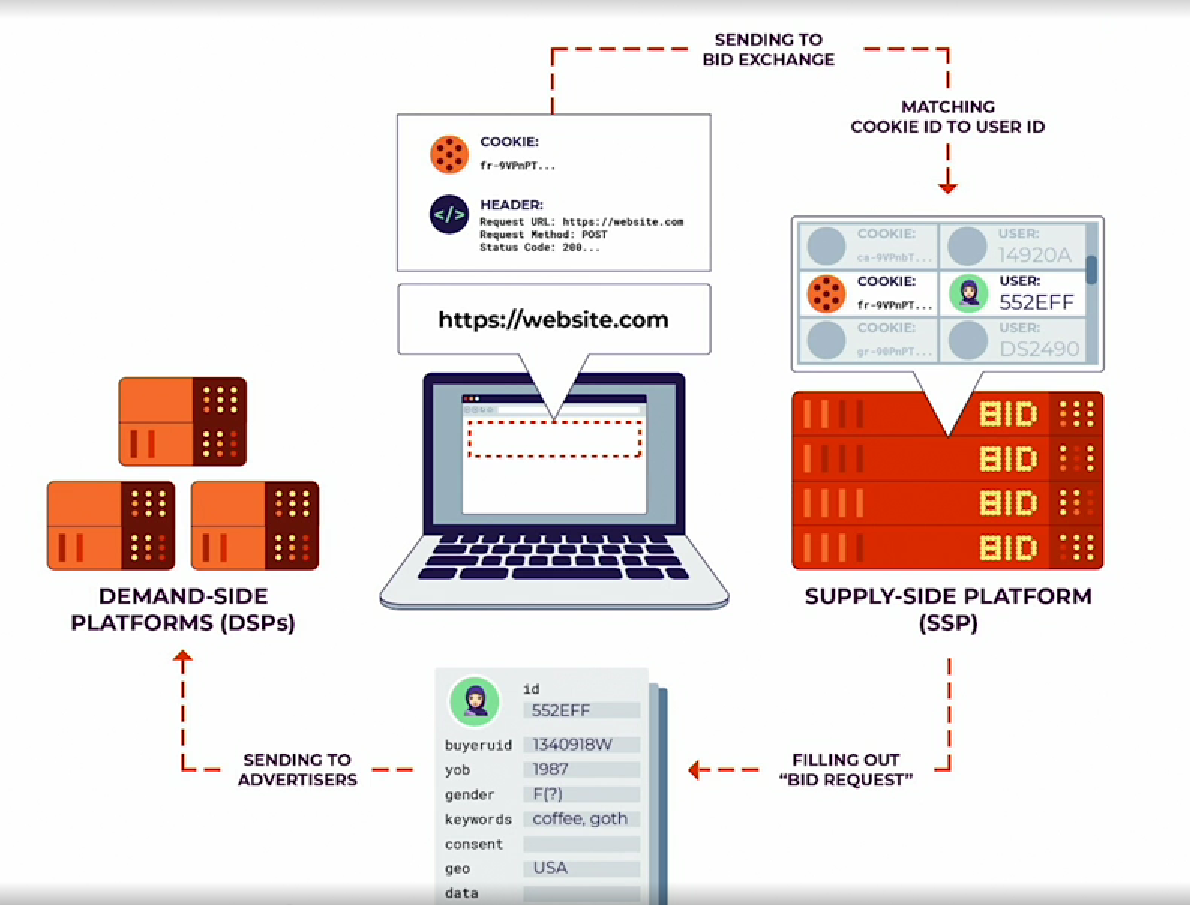 SENDING TO
BID EXCHANGE
MATCHING
COOKIE ID TO USER ID
COOKIE:
fr-9VPnPT...
HEADER:
Request URL: https://website.com
Request Method: POST
Status Code: 200...
https://website.com
COOKIE:
ca-9VPnbT...
USER:
14920A
COOKIE:
fr-9VPnPT...
USER:
552EFF
COOKIE:
gr-90PnPT...
USER:
DS2490
BID
BID
BID
BID
DEMAND-SIDE
PLATFORMS (DSPs)
SUPPLY-SIDE PLATFORM
(SSP)
FILLING OUT
“BID REQUEST”
SENDING TO
ADVERTISERS
id
552EFF
buyeruid 1340918W
yob 1987
gender F(?)
keywords coffee, goth
consent
geo USA
data